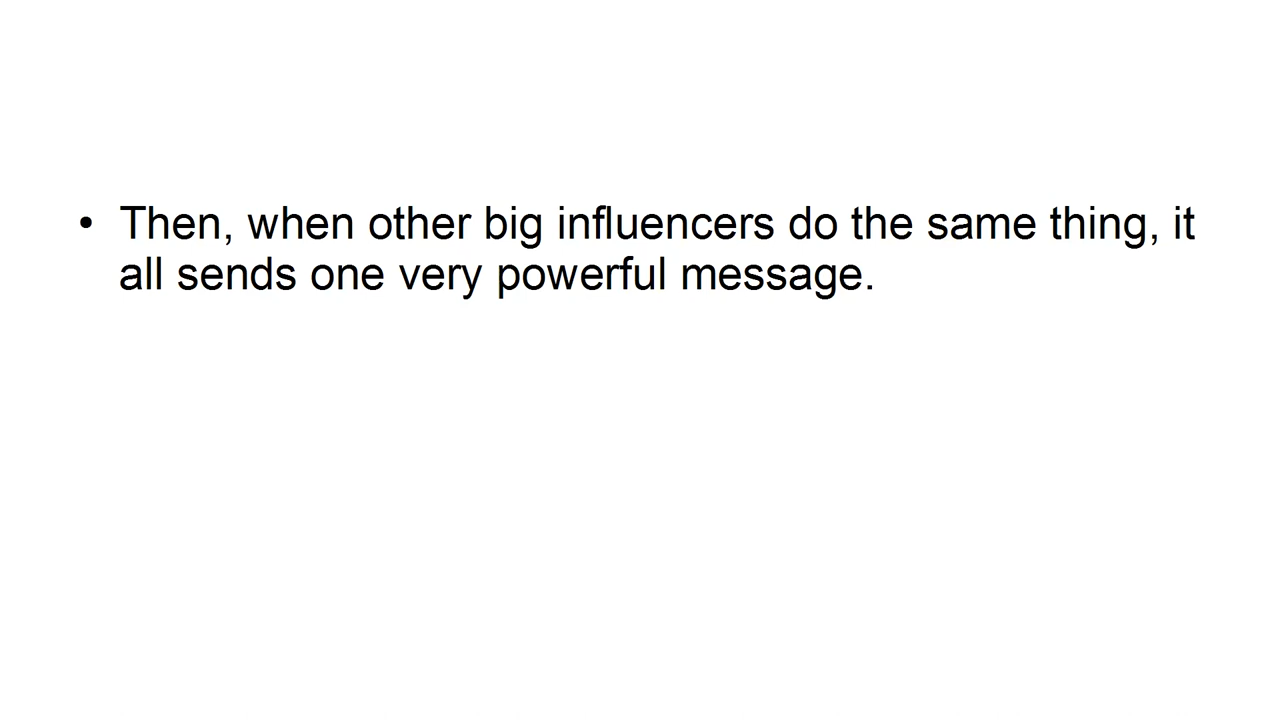 • Then, when other big influencers do the same thing, it
all sends one very powerful message.